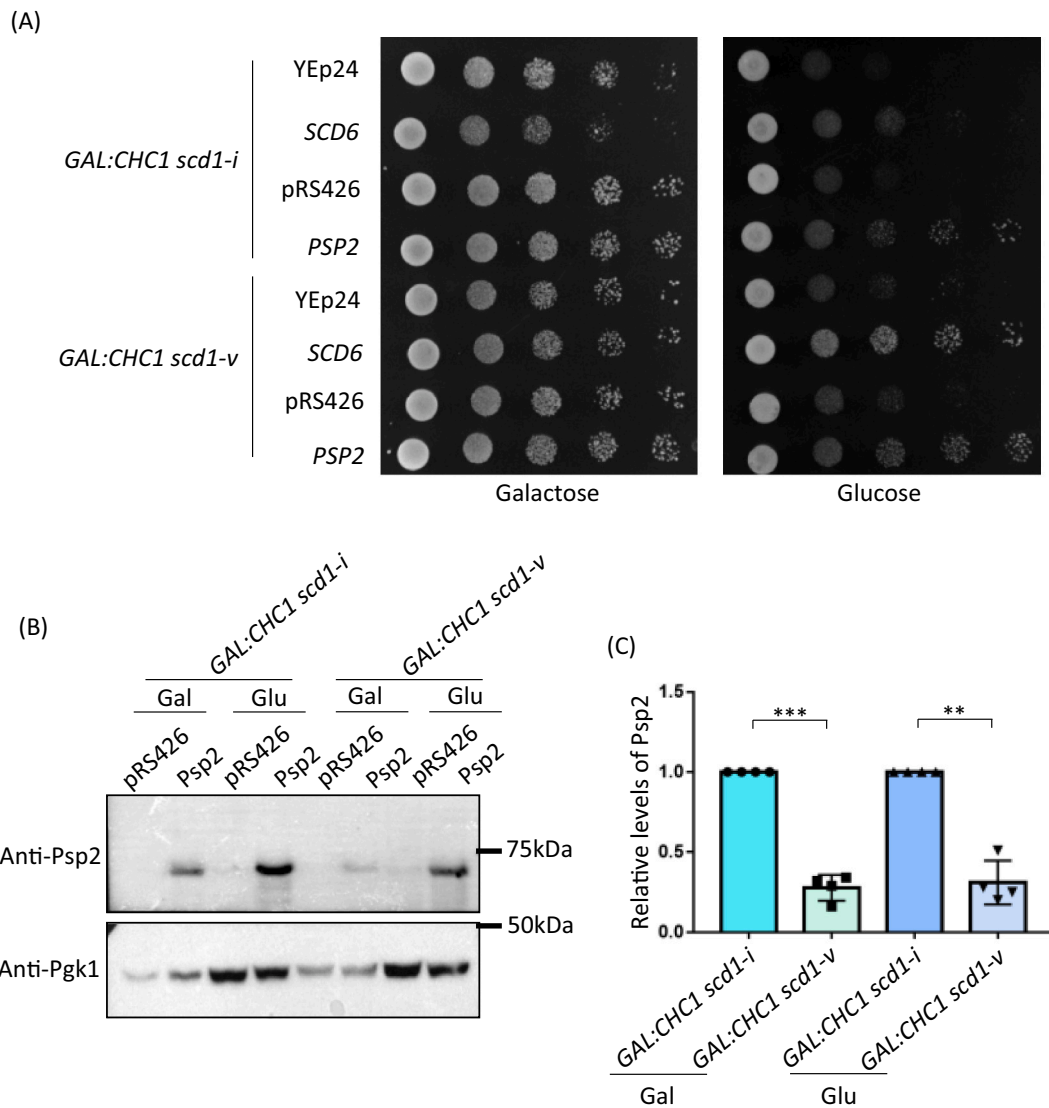 (A)
GAL:CHC1 scd1-i
YEp24
SCD6
pRS426
PSP2
GAL:CHC1 scd1-v
YEp24
SCD6
pRS426
PSP2
Galactose
Glucose
(B)
GAL:CHC1 scd1-i
GAL:CHC1 scd1-v
Gal
Glu
Gal
Glu
pRS426
Psp2
pRS426
Psp2
pRS426
Psp2
pRS426
Psp2
Anti-Psp2
75kDa
50kDa
Anti-Pgk1
(C)
Relative levels of Psp2
1.5
1.0
0.5
0.0
***
**
GAL:CHC1 scd1-i
GAL:CHC1 scd1-v
GAL:CHC1 scd1-i
GAL:CHC1 scd1-v
Gal
Glu